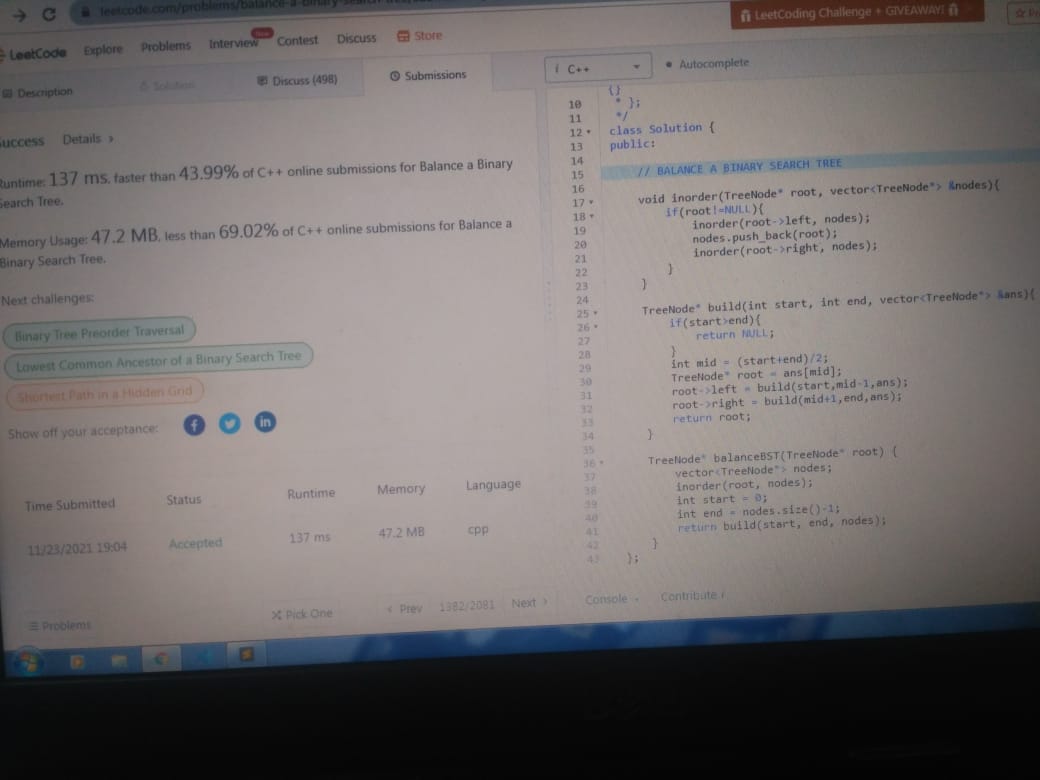 leetcode.com/problems/balance-a-binary-search-tree/
LeetCoding Challenge + GIVEAWAY!
LeetCode Explore Problems Interview New Contest Discuss Store
Description Solution Discuss (498) Submissions
C++ Autocomplete
Success Details >
Runtime: 137 ms, faster than 43.99% of C++ online submissions for Balance a Binary
Search Tree.
Memory Usage: 47.2 MB, less than 69.02% of C++ online submissions for Balance a
Binary Search Tree.
Next challenges:
Binary Tree Preorder Traversal
Lowest Common Ancestor of a Binary Search Tree
Shortest Path in a Hidden Grid
Show off your acceptance:
Time Submitted Status Runtime Memory Language
11/23/2021 19:04 Accepted 137 ms 47.2 MB cpp
Problems Pick One < Prev 1382/2081 Next >
{}
10 * };
11 */
12 class Solution {
13 public:
14
15 // BALANCE A BINARY SEARCH TREE
16
17 void inorder(TreeNode* root, vector<TreeNode*> &nodes){
18 if(root!=NULL){
19 inorder(root->left, nodes);
20 nodes.push_back(root);
21 inorder(root->right, nodes);
22 }
23 }
24
25 TreeNode* build(int start, int end, vector<TreeNode*> &ans){
26 if(start>end){
27 return NULL;
28 }
29 int mid = (start+end)/2;
30 TreeNode* root = ans[mid];
31 root->left = build(start,mid-1,ans);
32 root->right = build(mid+1,end,ans);
33 return root;
34 }
35
36 TreeNode* balanceBST(TreeNode* root) {
37 vector<TreeNode*> nodes;
38 inorder(root, nodes);
39 int start = 0;
40 int end = nodes.size()-1;
41 return build(start, end, nodes);
42 }
43 };
Console Contribute i